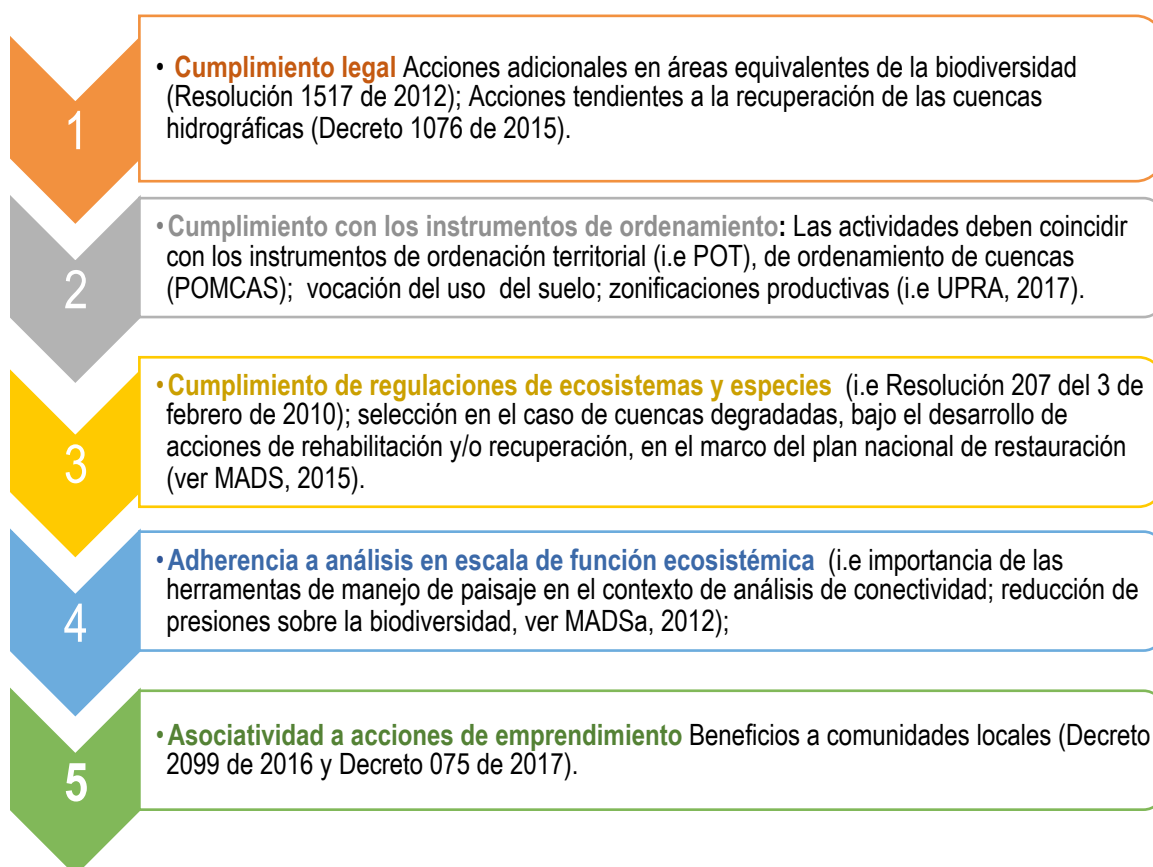 1
• Cumplimiento legal Acciones adicionales en áreas equivalentes de la biodiversidad
(Resolución 1517 de 2012); Acciones tendientes a la recuperación de las cuencas
hidrográficas (Decreto 1076 de 2015).
2
• Cumplimiento con los instrumentos de ordenamiento: Las actividades deben coincidir
con los instrumentos de ordenación territorial (i.e POT), de ordenamiento de cuencas
(POMCAS); vocación del uso del suelo; zonificaciones productivas (i.e UPRA, 2017).
3
• Cumplimiento de regulaciones de ecosistemas y especies (i.e Resolución 207 del 3 de
febrero de 2010); selección en el caso de cuencas degradadas, bajo el desarrollo de
acciones de rehabilitación y/o recuperación, en el marco del plan nacional de restauración
(ver MADS, 2015).
4
• Adherencia a análisis en escala de función ecosistémica (i.e importancia de las
herramentas de manejo de paisaje en el contexto de análisis de conectividad; reducción de
presiones sobre la biodiversidad, ver MADSa, 2012);
5
• Asociatividad a acciones de emprendimiento Beneficios a comunidades locales (Decreto
2099 de 2016 y Decreto 075 de 2017).